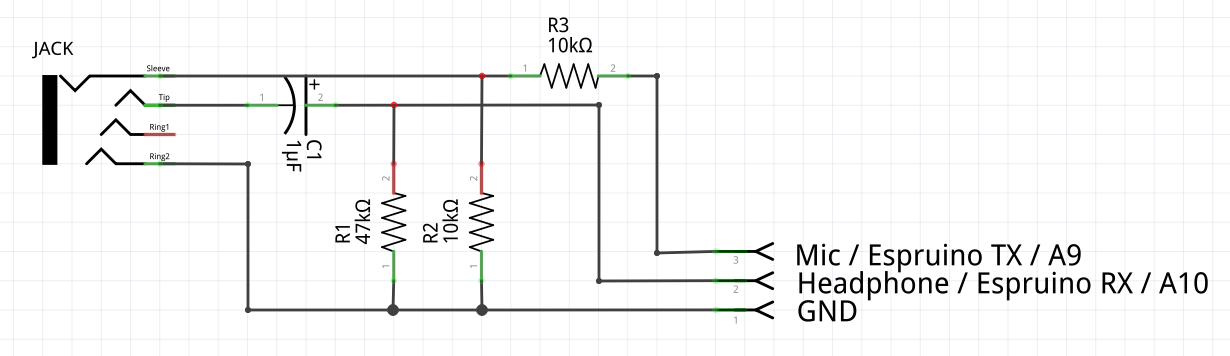 R3
10kΩ
JACK
Sleeve
1
2
+
Tip
1
2
Ring1
C1
1μF
Ring2
2
2
R1
47kΩ
R2
10kΩ
1
1
3
Mic / Espruino TX / A9
2
Headphone / Espruino RX / A10
1
GND